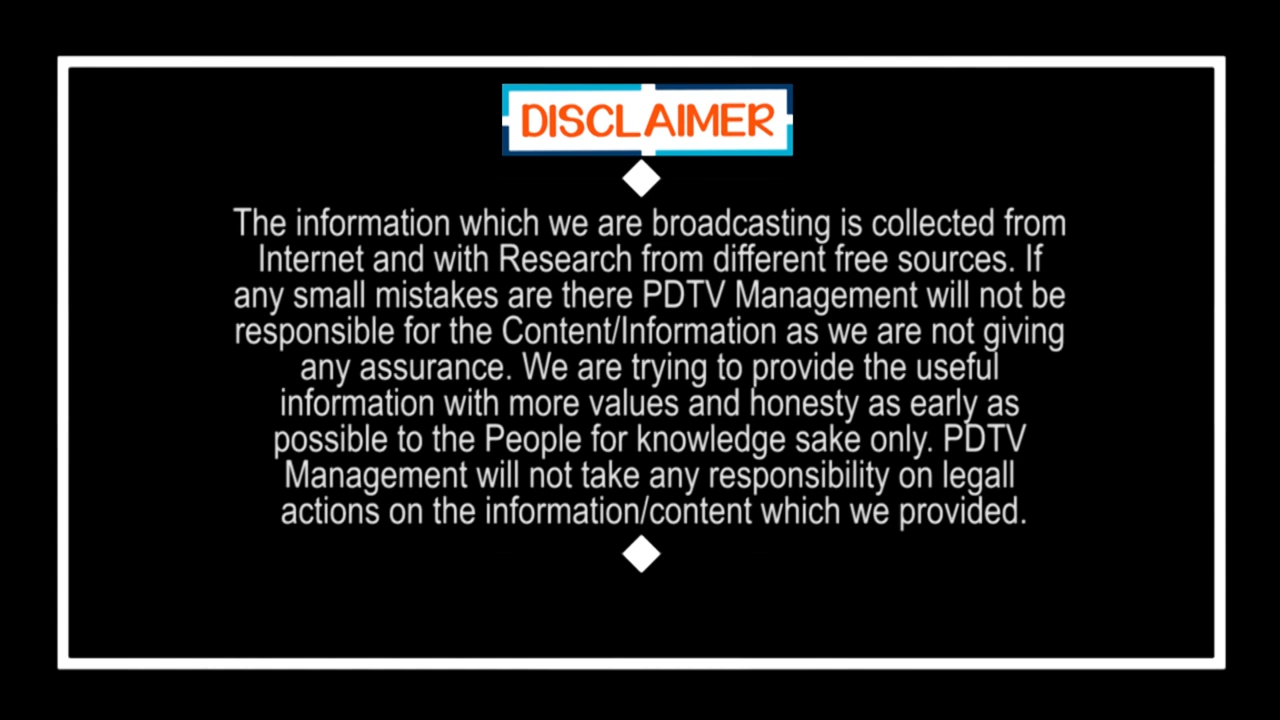 DISCLAIMER
The information which we are broadcasting is collected from
Internet and with Research from different free sources. If
any small mistakes are there PDTV Management will not be
responsible for the Content/Information as we are not giving
any assurance. We are trying to provide the useful
information with more values and honesty as early as
possible to the People for knowledge sake only. PDTV
Management will not take any responsibility on legall
actions on the information/content which we provided.